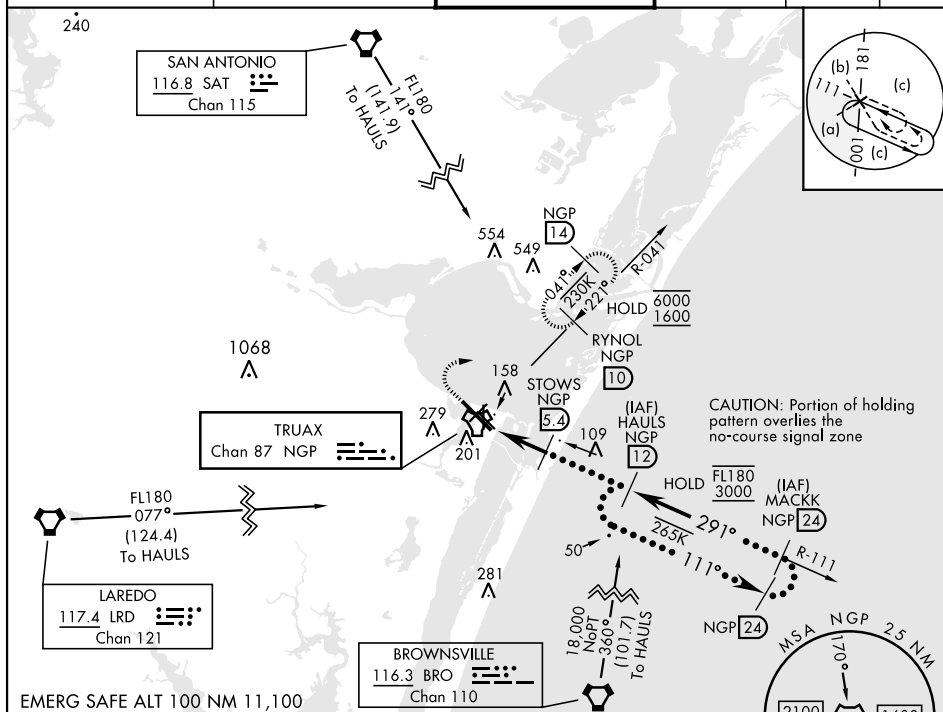 240
SAN ANTONIO
116.8 SAT
Chan 115
FL180
141°
(141.9)
To HAULS
(b)
181
111
(c)
(a)
001
(c)
NGP
14
554
549
041°
230K
221°
R-041
HOLD 6000
1600
RYNOL
NGP
10
1068
158
STOWS
NGP
5.4
279
201
109
(IAF)
HAULS
NGP
12
CAUTION: Portion of holding
pattern overlies the
no-course signal zone
TRUAX
Chan 87 NGP
HOLD FL180
3000
(IAF)
MACKK
NGP 24
291°
265K
111°
R-111
50
NGP 24
FL180
077°
(124.4)
To HAULS
LAREDO
117.4 LRD
Chan 121
281
18,000
NoPT
360°
(101.7)
To HAULS
BROWNSVILLE
116.3 BRO
Chan 110
MSA NGP 25 NM
170°
2100
EMERG SAFE ALT 100 NM 11,100